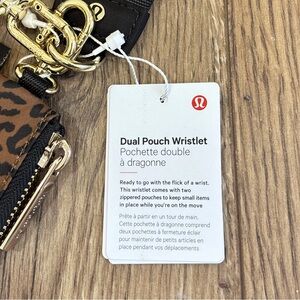 Dual Pouch Wristlet
Pochette double
à dragonne
Ready to go with the flick of a wrist.
This wristlet comes with two
zippered pouches to keep small items
in place while you're on the move
Prête à partir en un tour de main.
Cette pochette à dragonne comprend
deux pochettes à fermeture éclair
pour maintenir de petits articles en
place pendant vos déplacements.